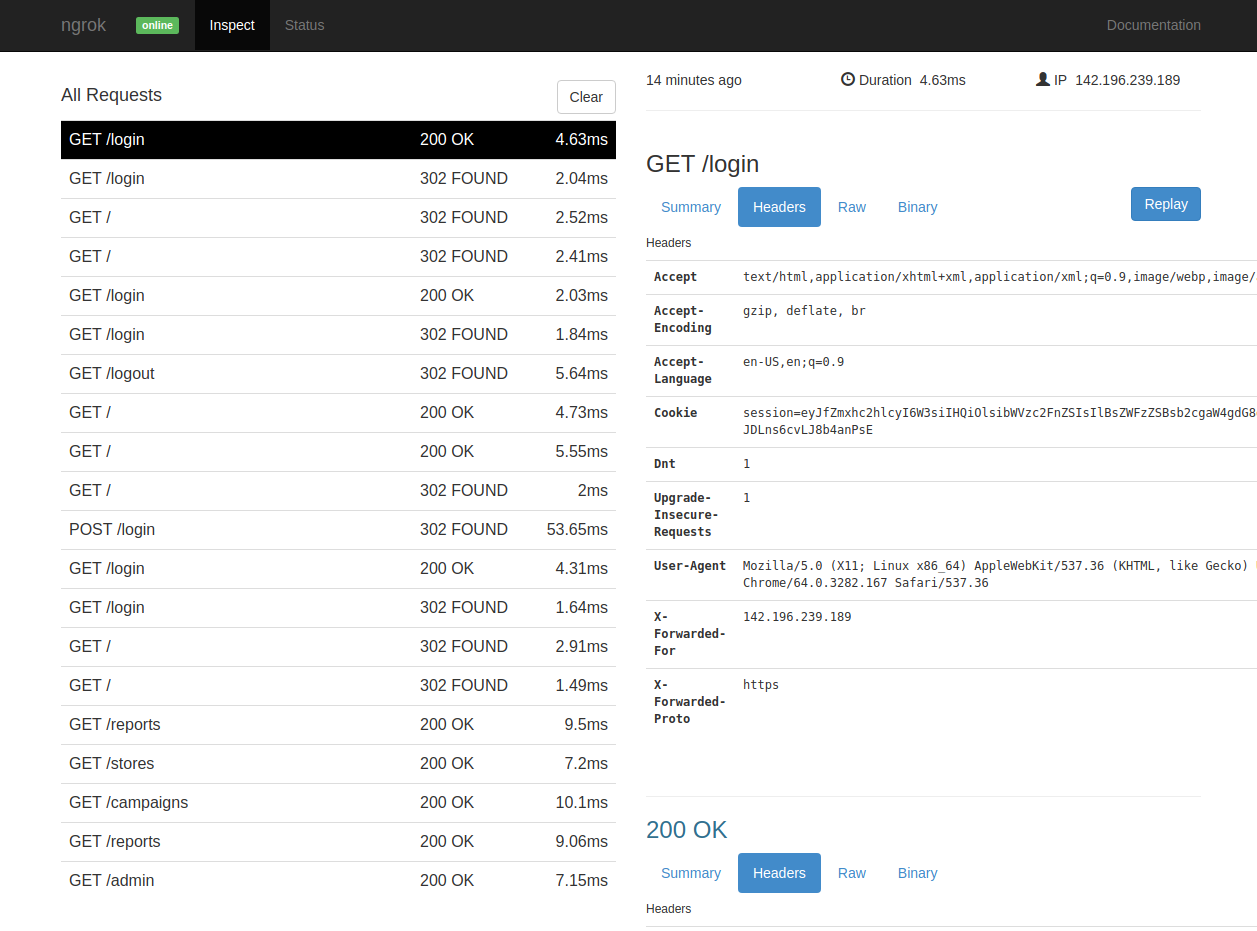 ngrok online Inspect Status Documentation
All Requests Clear
GET /login 200 OK 4.63ms
GET /login 302 FOUND 2.04ms
GET / 302 FOUND 2.52ms
GET / 302 FOUND 2.41ms
GET /login 200 OK 2.03ms
GET /login 302 FOUND 1.84ms
GET /logout 302 FOUND 5.64ms
GET / 200 OK 4.73ms
GET / 200 OK 5.55ms
GET / 302 FOUND 2ms
POST /login 302 FOUND 53.65ms
GET /login 200 OK 4.31ms
GET /login 302 FOUND 1.64ms
GET / 302 FOUND 2.91ms
GET / 302 FOUND 1.49ms
GET /reports 200 OK 9.5ms
GET /stores 200 OK 7.2ms
GET /campaigns 200 OK 10.1ms
GET /reports 200 OK 9.06ms
GET /admin 200 OK 7.15ms
14 minutes ago Duration 4.63ms IP 142.196.239.189
GET /login
Summary Headers Raw Binary Replay
Headers
Accept text/html,application/xhtml+xml,application/xml;q=0.9,image/webp,image/
Accept- gzip, deflate, br
Encoding
Accept- en-US,en;q=0.9
Language
Cookie session=eyJfZmxhc2hlcyI6W3siIHQiOlsibWVzc2FnZSIsIlBsZWFzZSBsb2cgaW4gdG8
JDLns6cvLJ8b4anPsE
Dnt 1
Upgrade- 1
Insecure-
Requests
User-Agent Mozilla/5.0 (X11; Linux x86_64) AppleWebKit/537.36 (KHTML, like Gecko)
Chrome/64.0.3282.167 Safari/537.36
X- 142.196.239.189
Forwarded-
For
X- https
Forwarded-
Proto
200 OK
Summary Headers Raw Binary
Headers